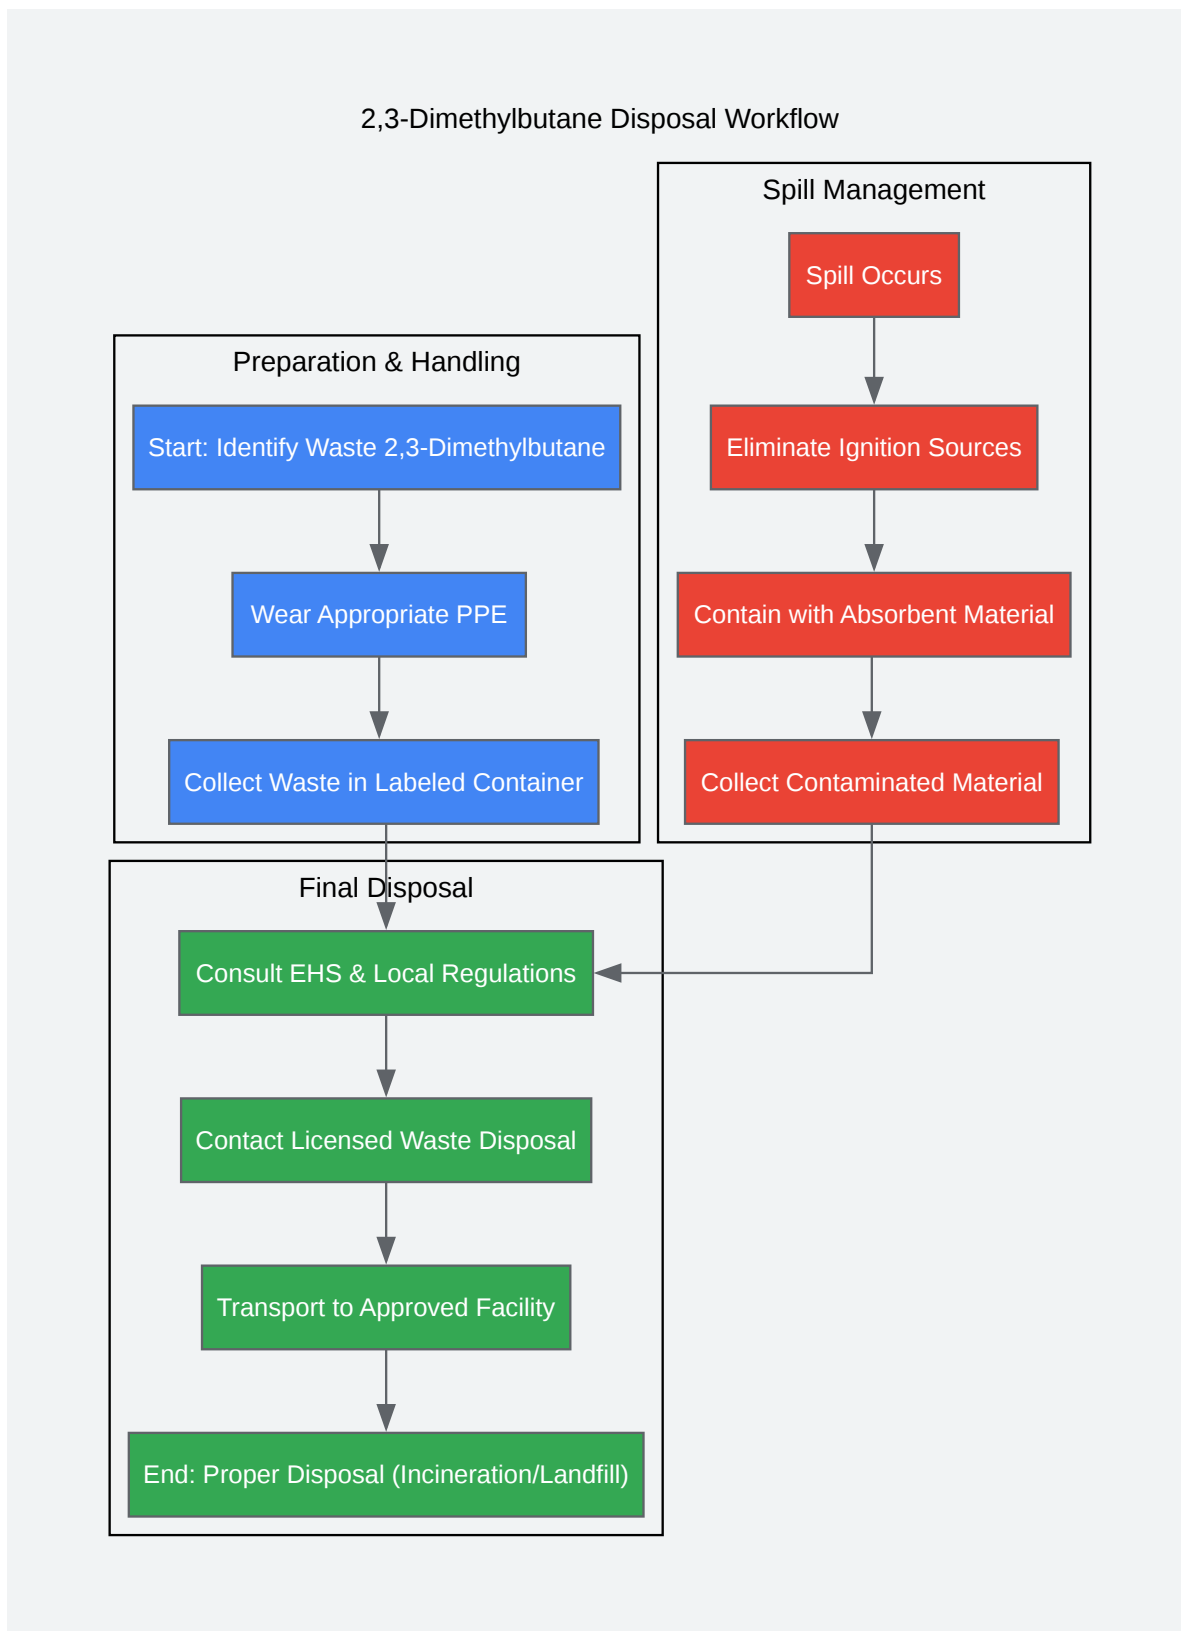 2,3-Dimethylbutane Disposal Workflow
Spill Management
Spill Occurs
Eliminate Ignition Sources
Contain with Absorbent Material
Collect Contaminated Material
Preparation & Handling
Start: Identify Waste 2,3-Dimethylbutane
Wear Appropriate PPE
Collect Waste in Labeled Container
Final Disposal
Consult EHS & Local Regulations
Contact Licensed Waste Disposal
Transport to Approved Facility
End: Proper Disposal (Incineration/Landfill)